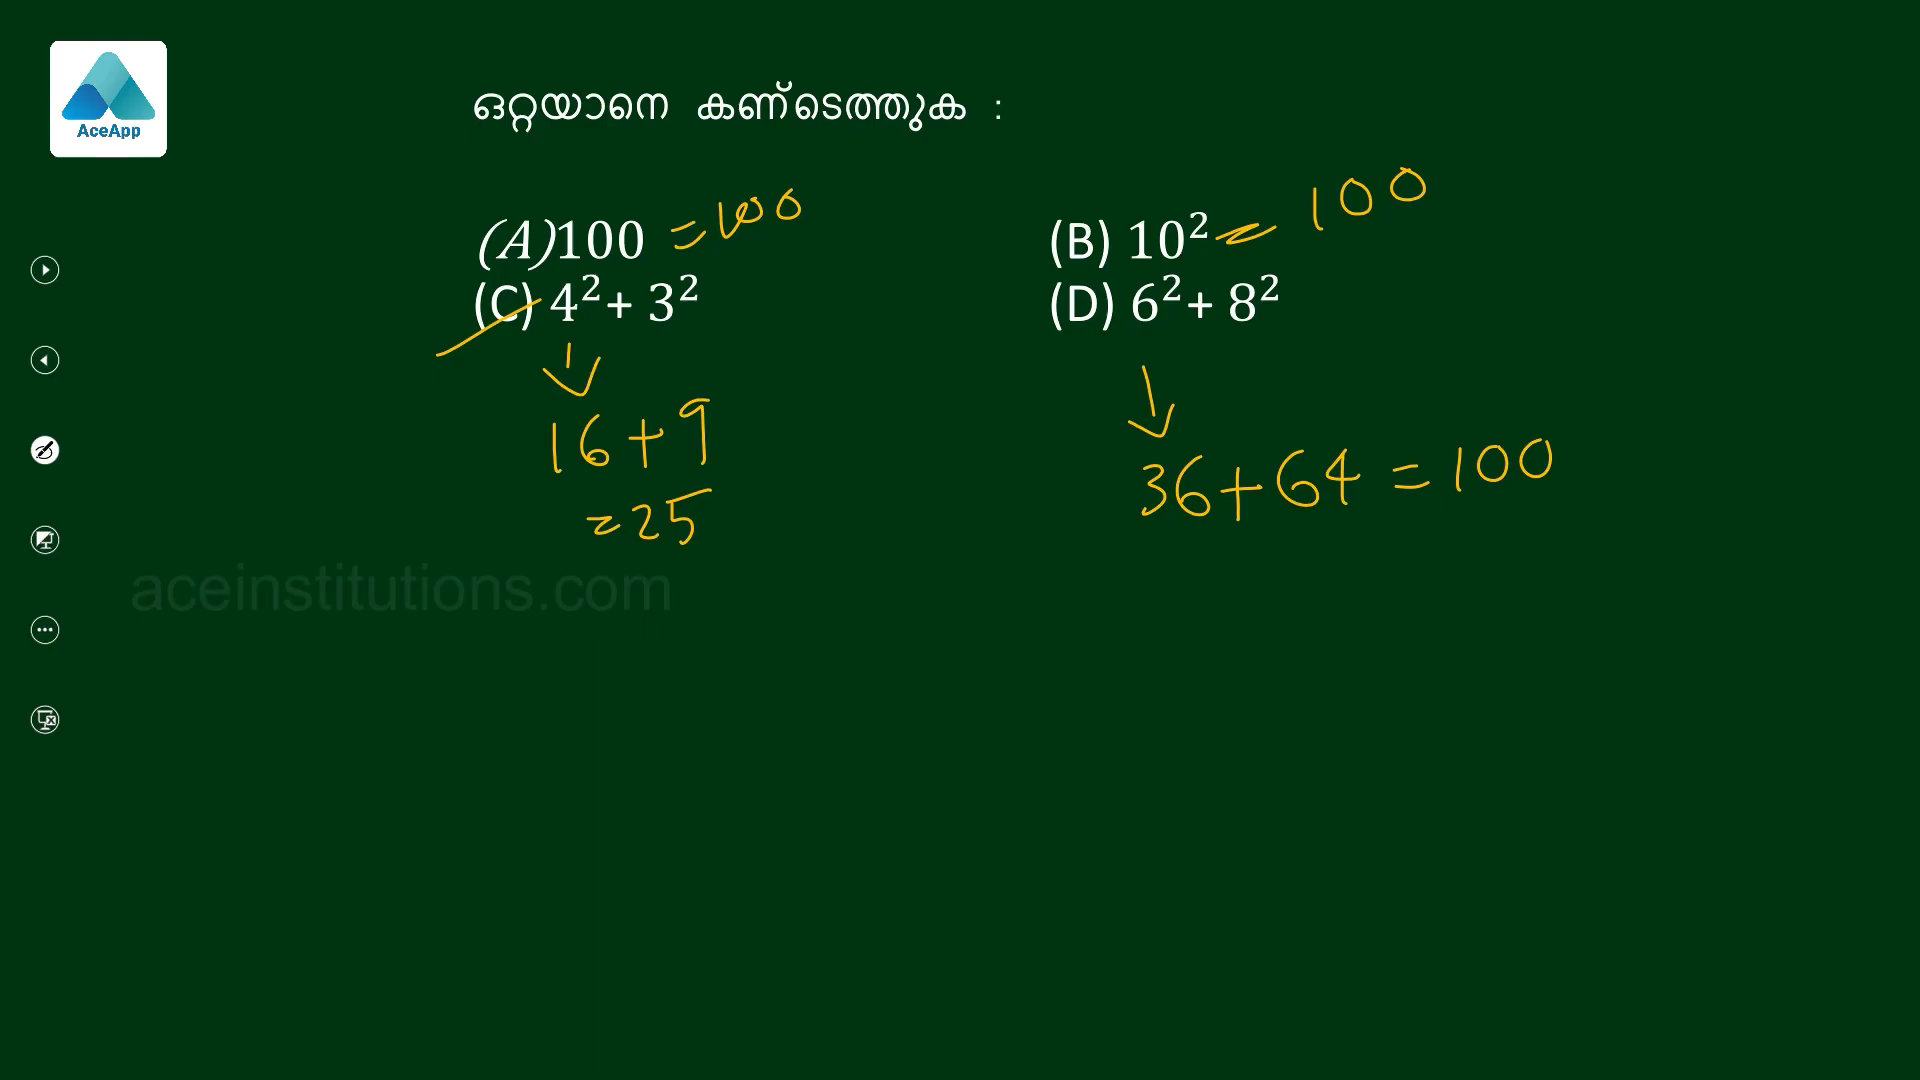 AceApp
ഒറ്റയാനെ കണ്ടെത്തുക :
(A)100 =100
(B) 10² = 100
(C) 4²+ 3²
(D) 6²+ 8²
16+9
=25
36+64 =100
aceinstitutions.com